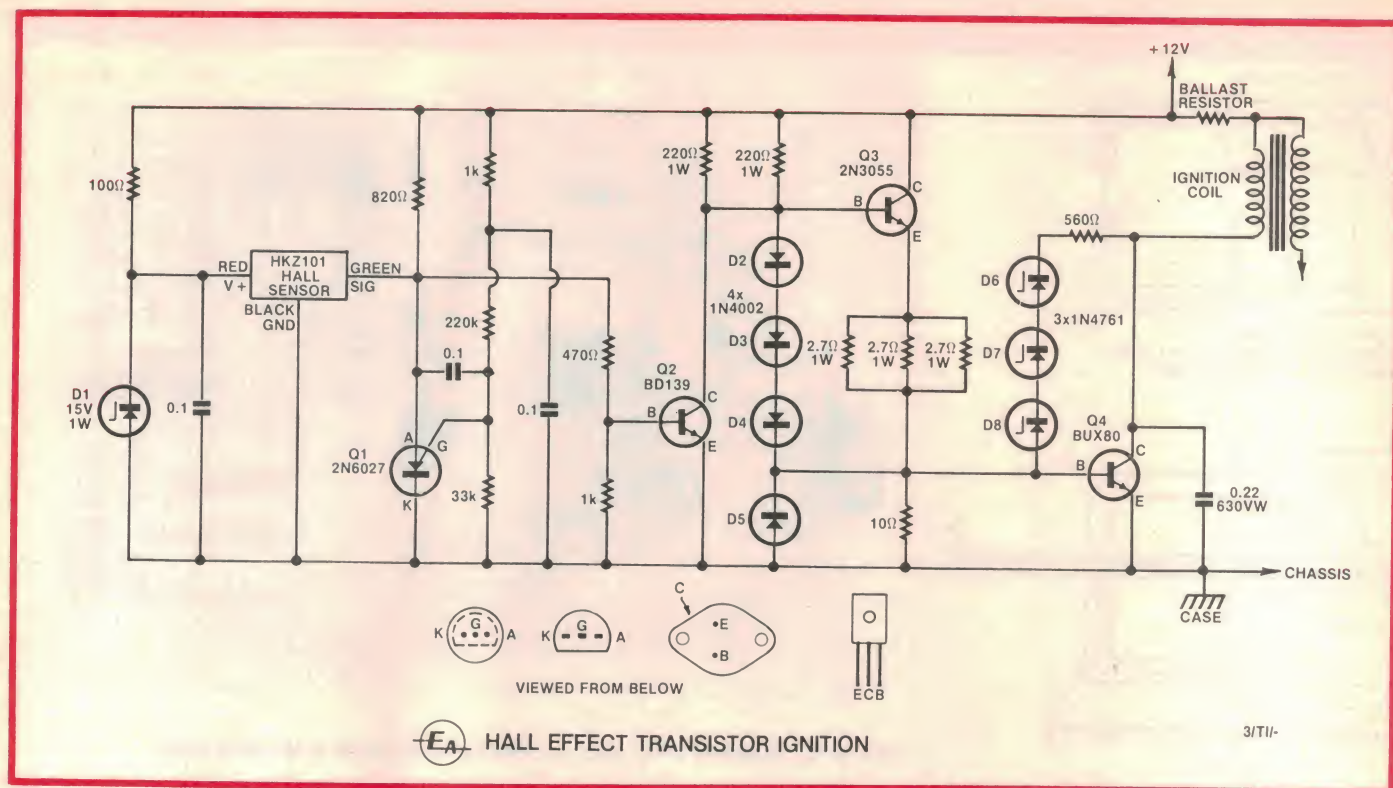 + 12V
BALLAST
RESISTOR
IGNITION
COIL
100Ω
820Ω
1k
220Ω
1W
220Ω
1W
Q3
2N3055
B
C
E
560Ω
RED
V +
HKZ101
HALL
SENSOR
GREEN
SIG
BLACK
GND
D2
4x
1N4002
D3
D4
D5
D6
3x1N4761
D7
D8
220k
0.1
470Ω
Q2
BD139
B
C
E
2.7Ω
1W
2.7Ω
1W
2.7Ω
1W
D1
15V
1W
0.1
A
G
Q1
2N6027
K
33k
0.1
1k
10Ω
Q4
BUX80
B
C
E
0.22
630VW
CHASSIS
CASE
K
G
A
K
G
A
C
E
B
ECB
VIEWED FROM BELOW
EA HALL EFFECT TRANSISTOR IGNITION
3/TI/-